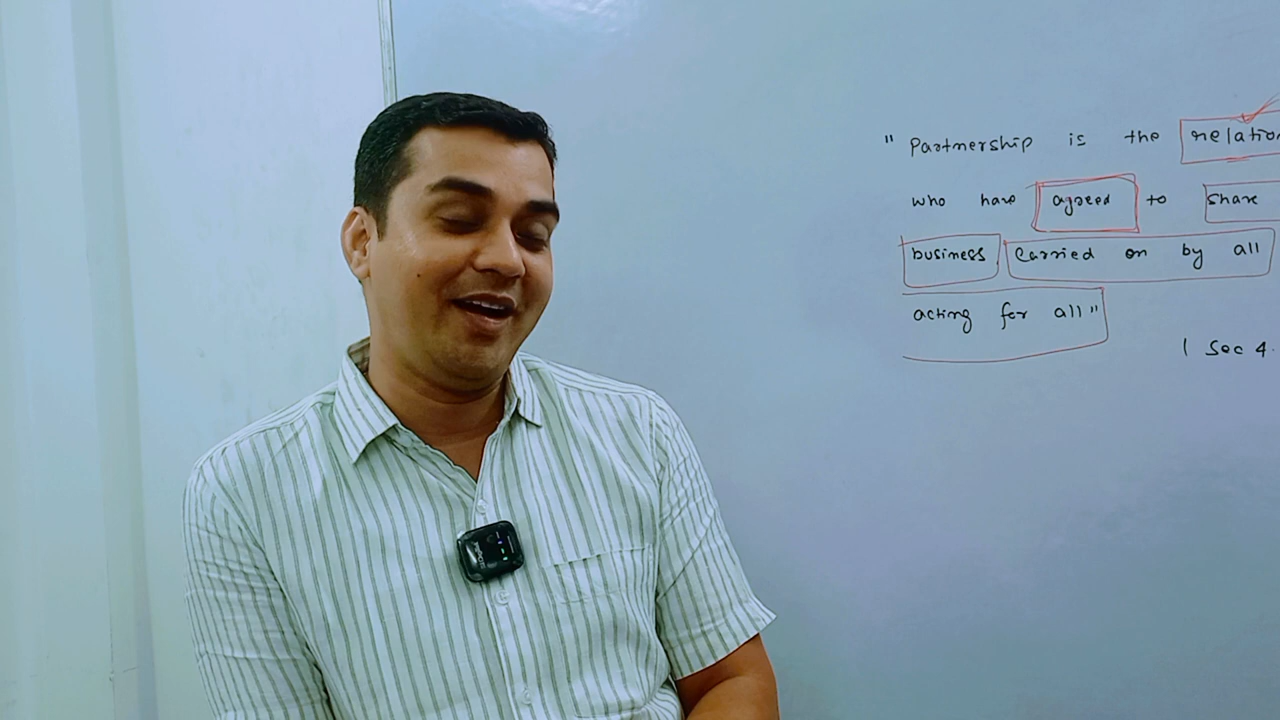 " Partnership is the relation
who have agreed to share
business carried on by all
acting for all "
( Sec 4.